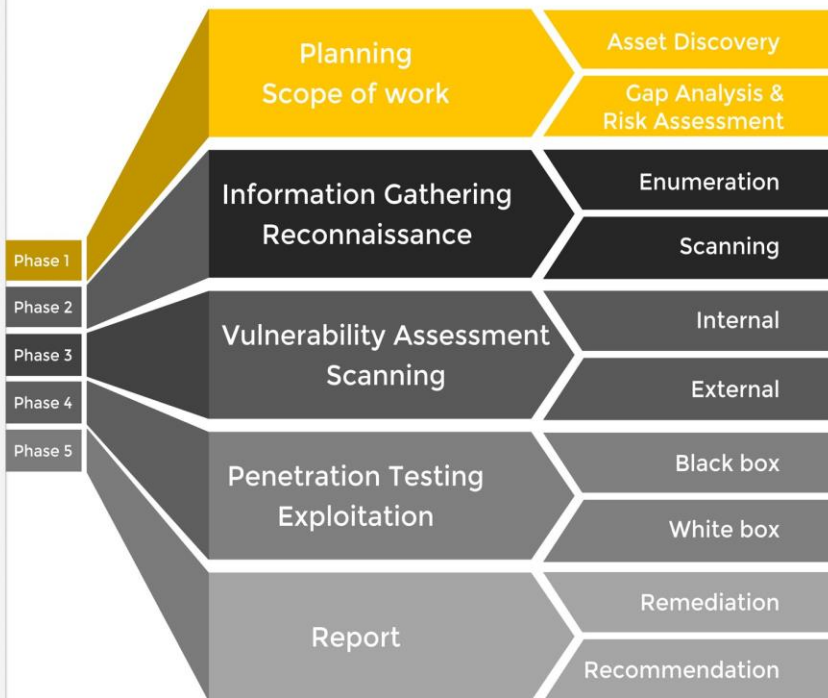 Phase 1
Phase 2
Phase 3
Phase 4
Phase 5
Planning
Scope of work
Asset Discovery
Gap Analysis &
Risk Assessment
Information Gathering
Reconnaissance
Enumeration
Scanning
Vulnerability Assessment
Scanning
Internal
External
Penetration Testing
Exploitation
Black box
White box
Report
Remediation
Recommendation